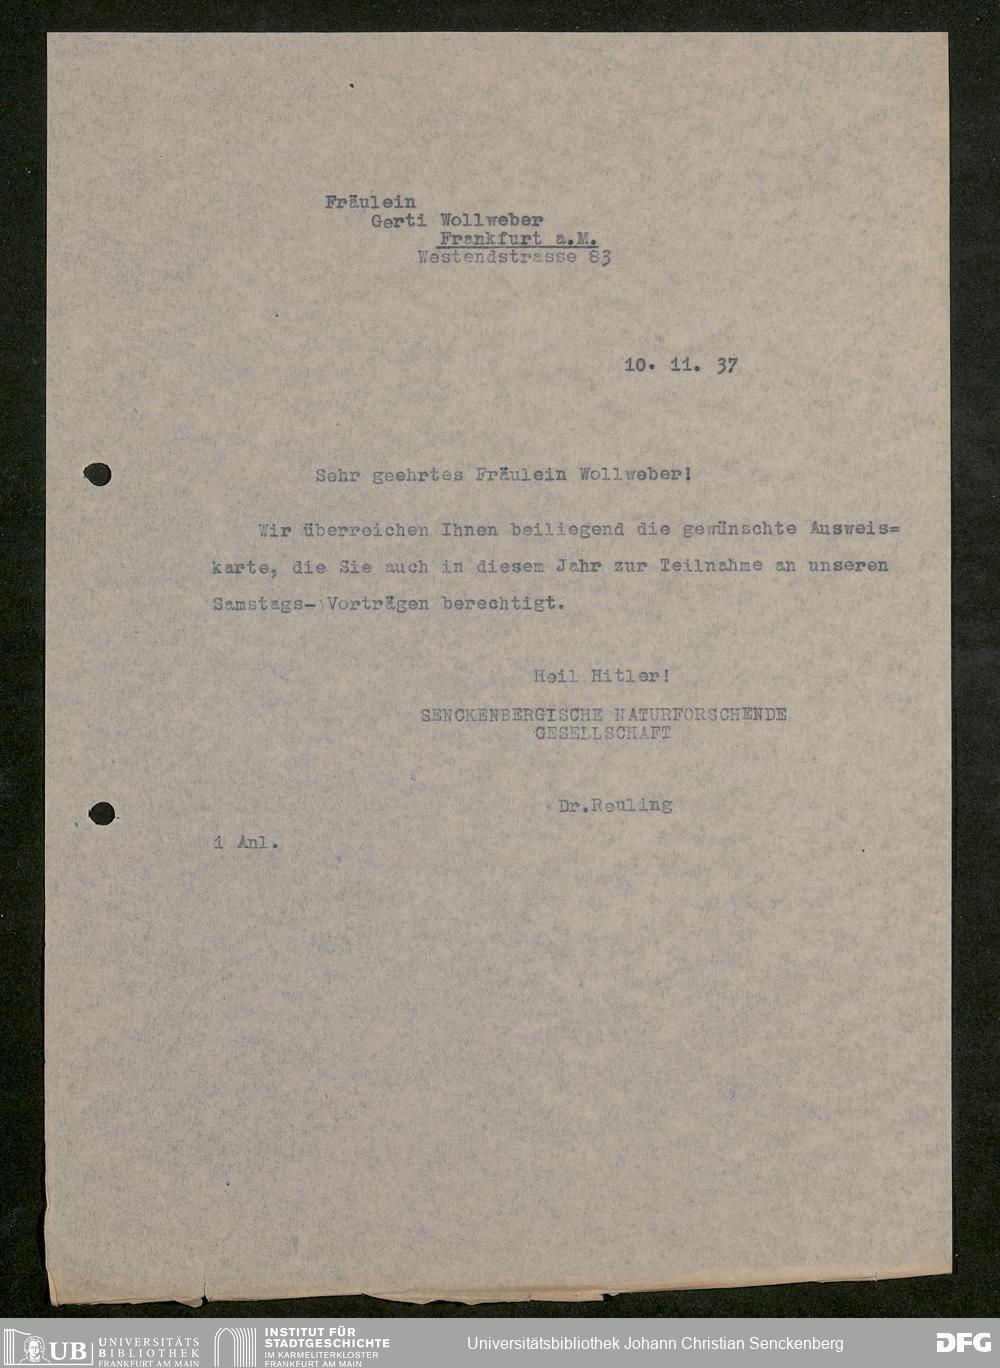 Fräulein
Gerti Wollweber
Frankfurt a.M.
Westendstrasse 83
10. 11. 37
Sehr geehrtes Fräulein Wollweber!
Wir überreichen Ihnen beiliegend die gewünschte Ausweis=
karte, die Sie auch in diesem Jahr zur Teilnahme an unseren
Samstags-)Vorträgen berechtigt.
Heil Hitler!
SENCKENBERGISCHE NATURFORSCHENDE
GESELLSCHAFT
Dr.Reuling
1 Anl.
UB UNIVERSITÄTS
BIBLIOTHEK
FRANKFURT AM MAIN
INSTITUT FÜR
STADTGESCHICHTE
IM KARMELITERKLOSTER
FRANKFURT AM MAIN
Universitätsbibliothek Johann Christian Senckenberg
DFG